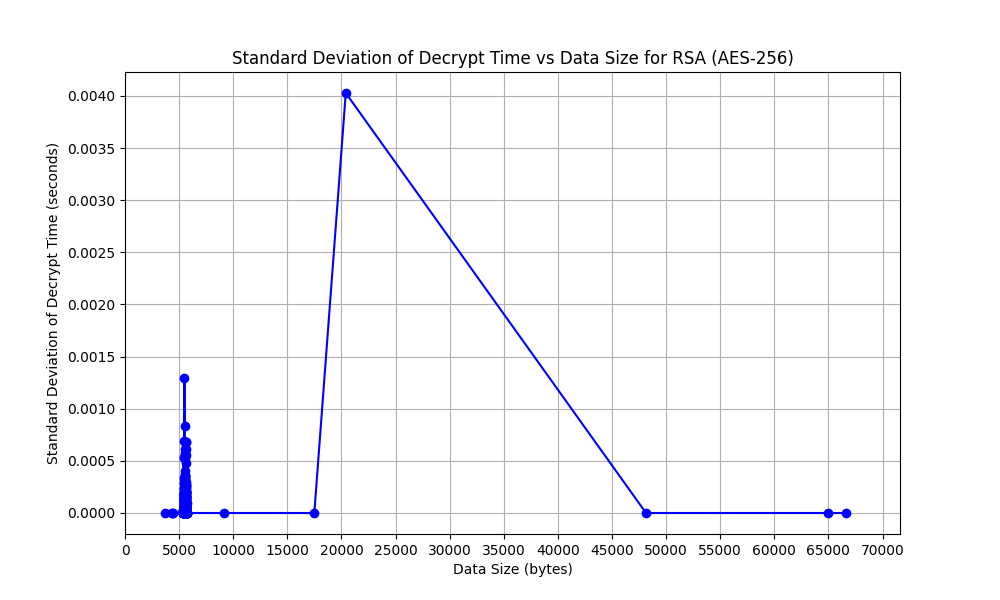 Standard Deviation of Decrypt Time vs Data Size for RSA (AES-256)
Standard Deviation of Decrypt Time (seconds)
0.0040
0.0035
0.0030
0.0025
0.0020
0.0015
0.0010
0.0005
0.0000
0 5000 10000 15000 20000 25000 30000 35000 40000 45000 50000 55000 60000 65000 70000
Data Size (bytes)